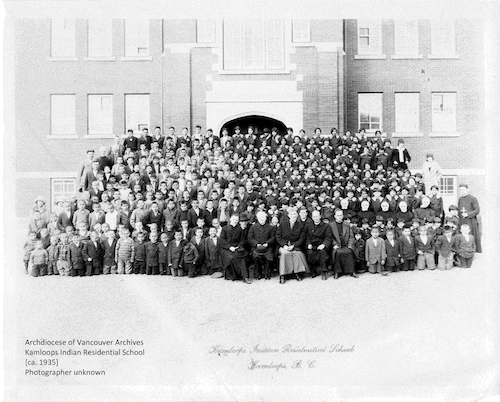 Archdiocese of Vancouver Archives
Kamloops Indian Residential School
[ca. 1935]
Photographer unknown
Kamloops Indian Residential School
Kamloops, B. C.